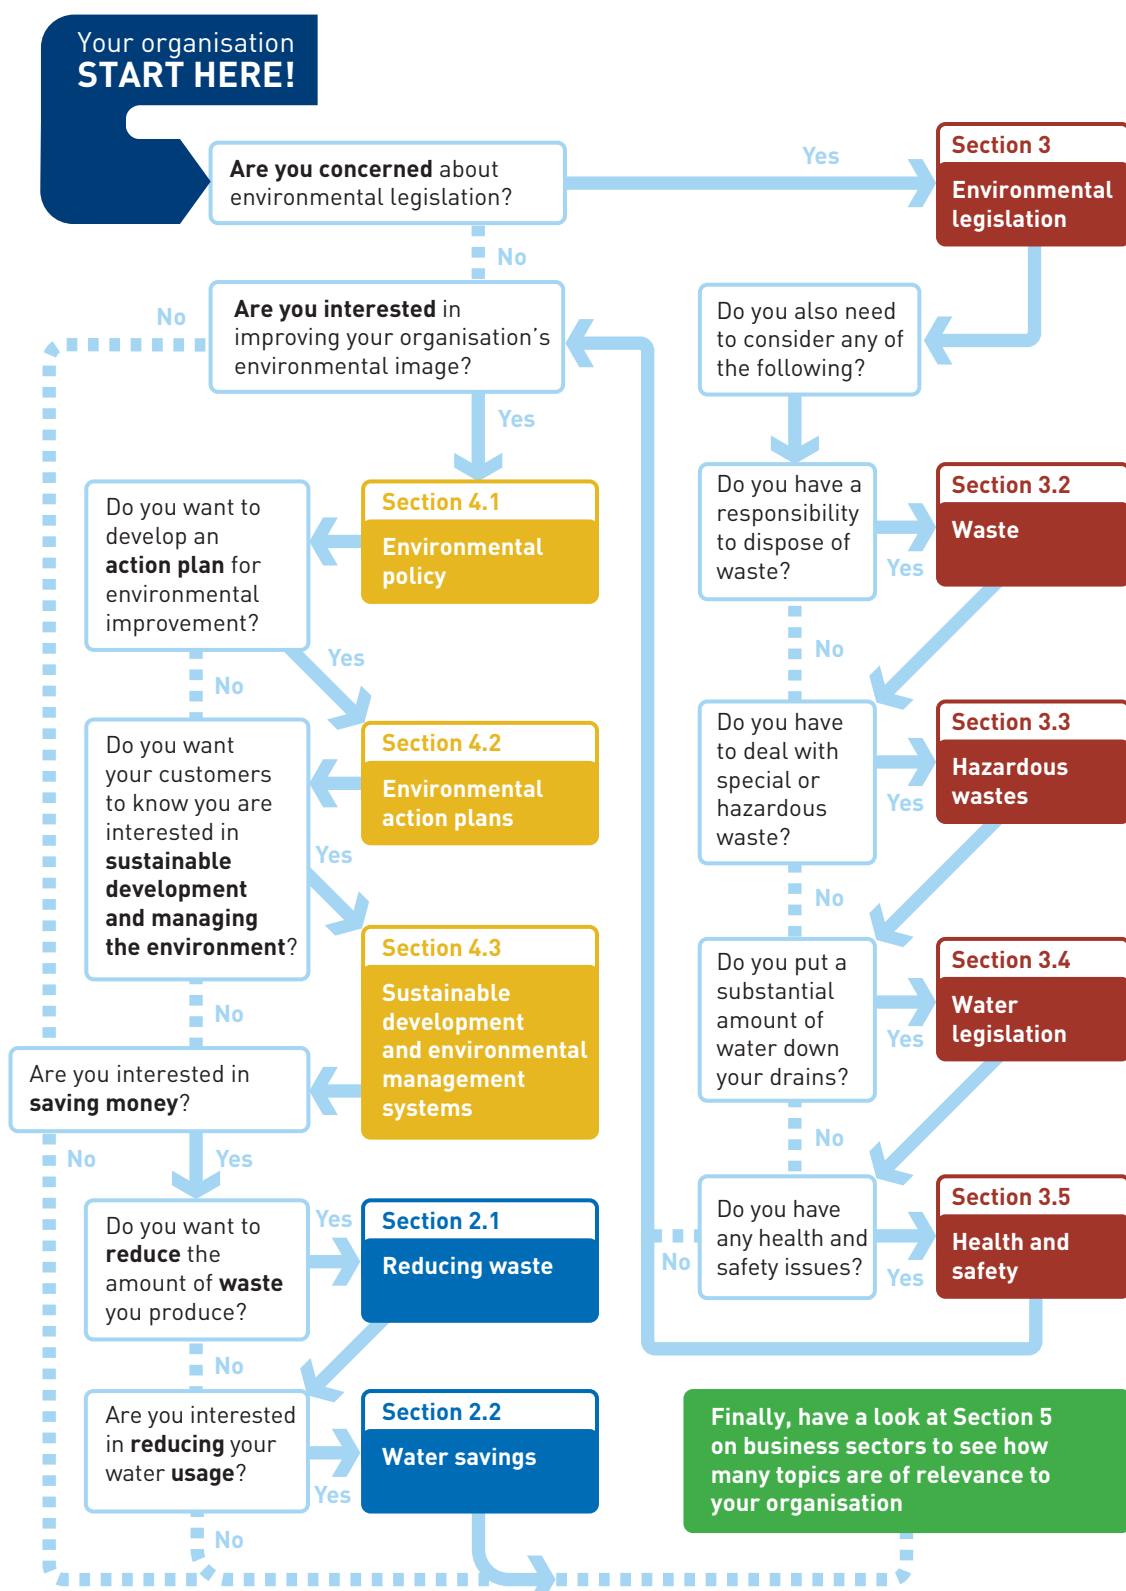 Your organisation
START HERE!
Are you concerned about
environmental legislation?
Yes
Section 3
Environmental
legislation
No
Are you interested in
improving your organisation's
environmental image?
No
Yes
Do you also need
to consider any of
the following?
Do you have a
responsibility
to dispose of
waste?
Yes
Section 3.2
Waste
No
Do you have
to deal with
special or
hazardous
waste?
Yes
Section 3.3
Hazardous
wastes
No
Do you put a
substantial
amount of
water down
your drains?
Yes
Section 3.4
Water
legislation
No
Do you have
any health and
safety issues?
No
Yes
Section 3.5
Health and
safety
Section 4.1
Environmental
policy
Do you want to
develop an
action plan for
environmental
improvement?
Yes
No
Section 4.2
Environmental
action plans
Do you want
your customers
to know you are
interested in
sustainable
development
and managing
the environment?
Yes
No
Section 4.3
Sustainable
development
and environmental
management
systems
Are you interested in
saving money?
No
Yes
Do you want to
reduce the
amount of waste
you produce?
Yes
Section 2.1
Reducing waste
No
Are you interested
in reducing your
water usage?
Yes
Section 2.2
Water savings
No
Finally, have a look at Section 5
on business sectors to see how
many topics are of relevance to
your organisation